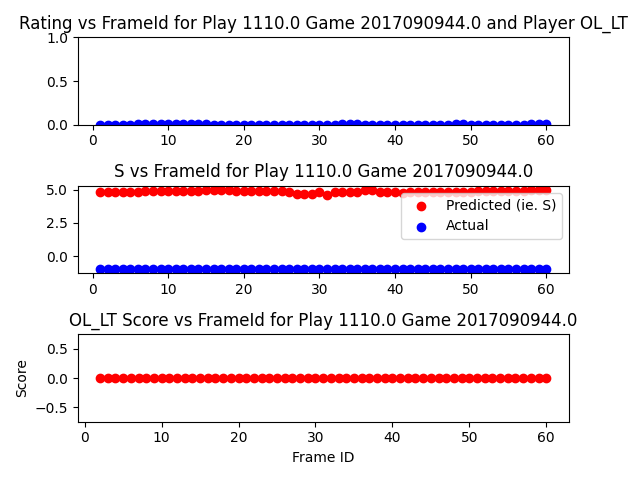 Rating vs FrameId for Play 1110.0 Game 2017090944.0 and Player OL_LT
1.0
0.5
0.0
0 10 20 30 40 50 60
S vs FrameId for Play 1110.0 Game 2017090944.0
5.0
2.5
0.0
Predicted (ie. S)
Actual
0 10 20 30 40 50 60
OL_LT Score vs FrameId for Play 1110.0 Game 2017090944.0
Score
0.5
0.0
−0.5
0 10 20 30 40 50 60
Frame ID